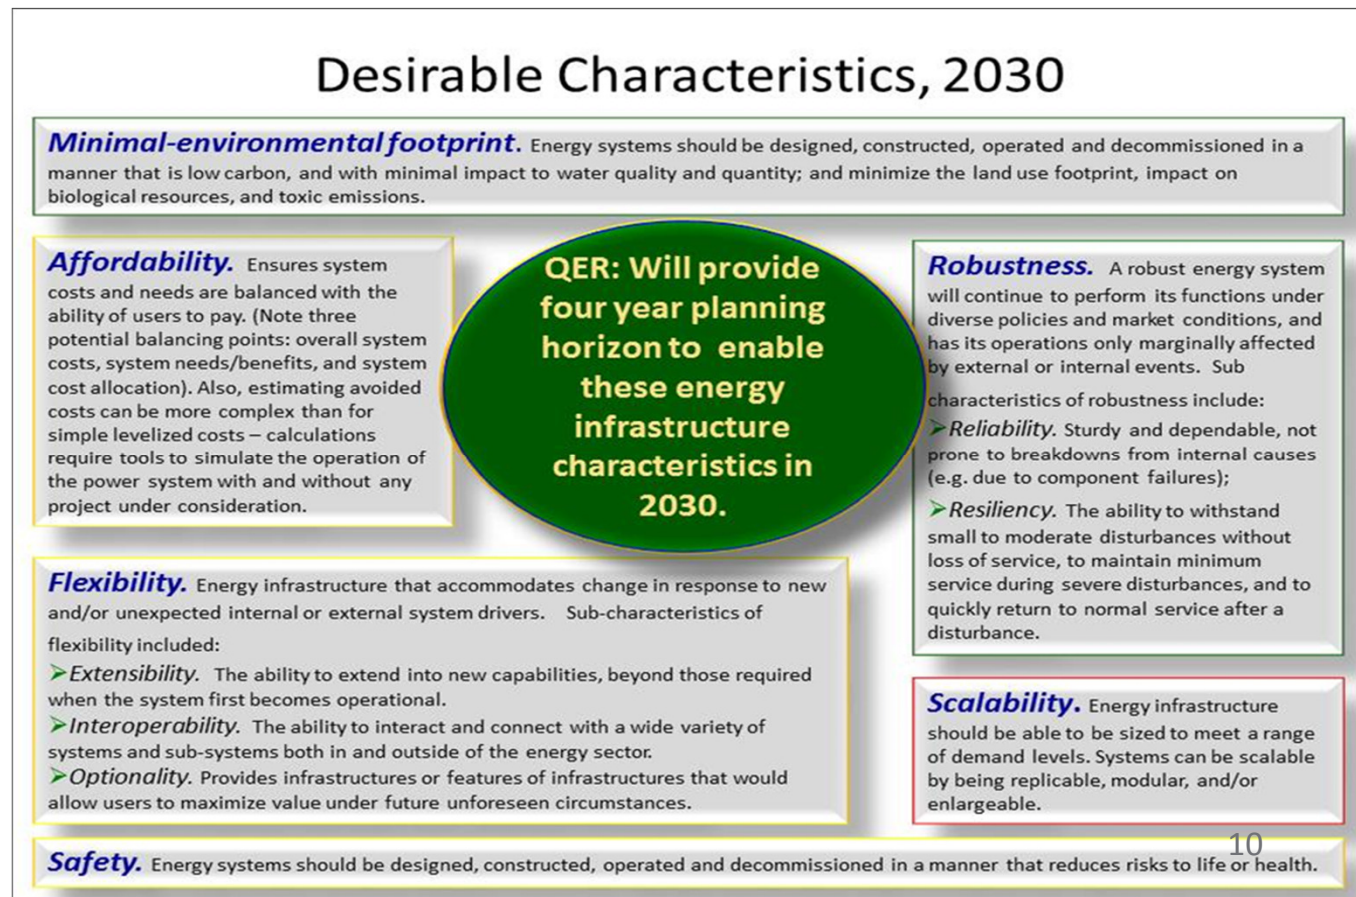 Desirable Characteristics, 2030
Minimal-environmental footprint. Energy systems should be designed, constructed, operated and decommissioned in a
manner that is low carbon, and with minimal impact to water quality and quantity; and minimize the land use footprint, impact on
biological resources, and toxic emissions.
Affordability. Ensures system
costs and needs are balanced with the
ability of users to pay. (Note three
potential balancing points: overall system
costs, system needs/benefits, and system
cost allocation). Also, estimating avoided
costs can be more complex than for
simple levelized costs – calculations
require tools to simulate the operation of
the power system with and without any
project under consideration.
QER: Will provide
four year planning
horizon to enable
these energy
infrastructure
characteristics in
2030.
Robustness. A robust energy system
will continue to perform its functions under
diverse policies and market conditions, and
has its operations only marginally affected
by external or internal events. Sub
characteristics of robustness include:
➤Reliability. Sturdy and dependable, not
prone to breakdowns from internal causes
(e.g. due to component failures);
➤Resiliency. The ability to withstand
small to moderate disturbances without
loss of service, to maintain minimum
service during severe disturbances, and to
quickly return to normal service after a
disturbance.
Flexibility. Energy infrastructure that accommodates change in response to new
and/or unexpected internal or external system drivers. Sub-characteristics of
flexibility included:
➤Extensibility. The ability to extend into new capabilities, beyond those required
when the system first becomes operational.
➤Interoperability. The ability to interact and connect with a wide variety of
systems and sub-systems both in and outside of the energy sector.
➤Optionality. Provides infrastructures or features of infrastructures that would
allow users to maximize value under future unforeseen circumstances.
Scalability. Energy infrastructure
should be able to be sized to meet a range
of demand levels. Systems can be scalable
by being replicable, modular, and/or
enlargeable.
10
Safety. Energy systems should be designed, constructed, operated and decommissioned in a manner that reduces risks to life or health.